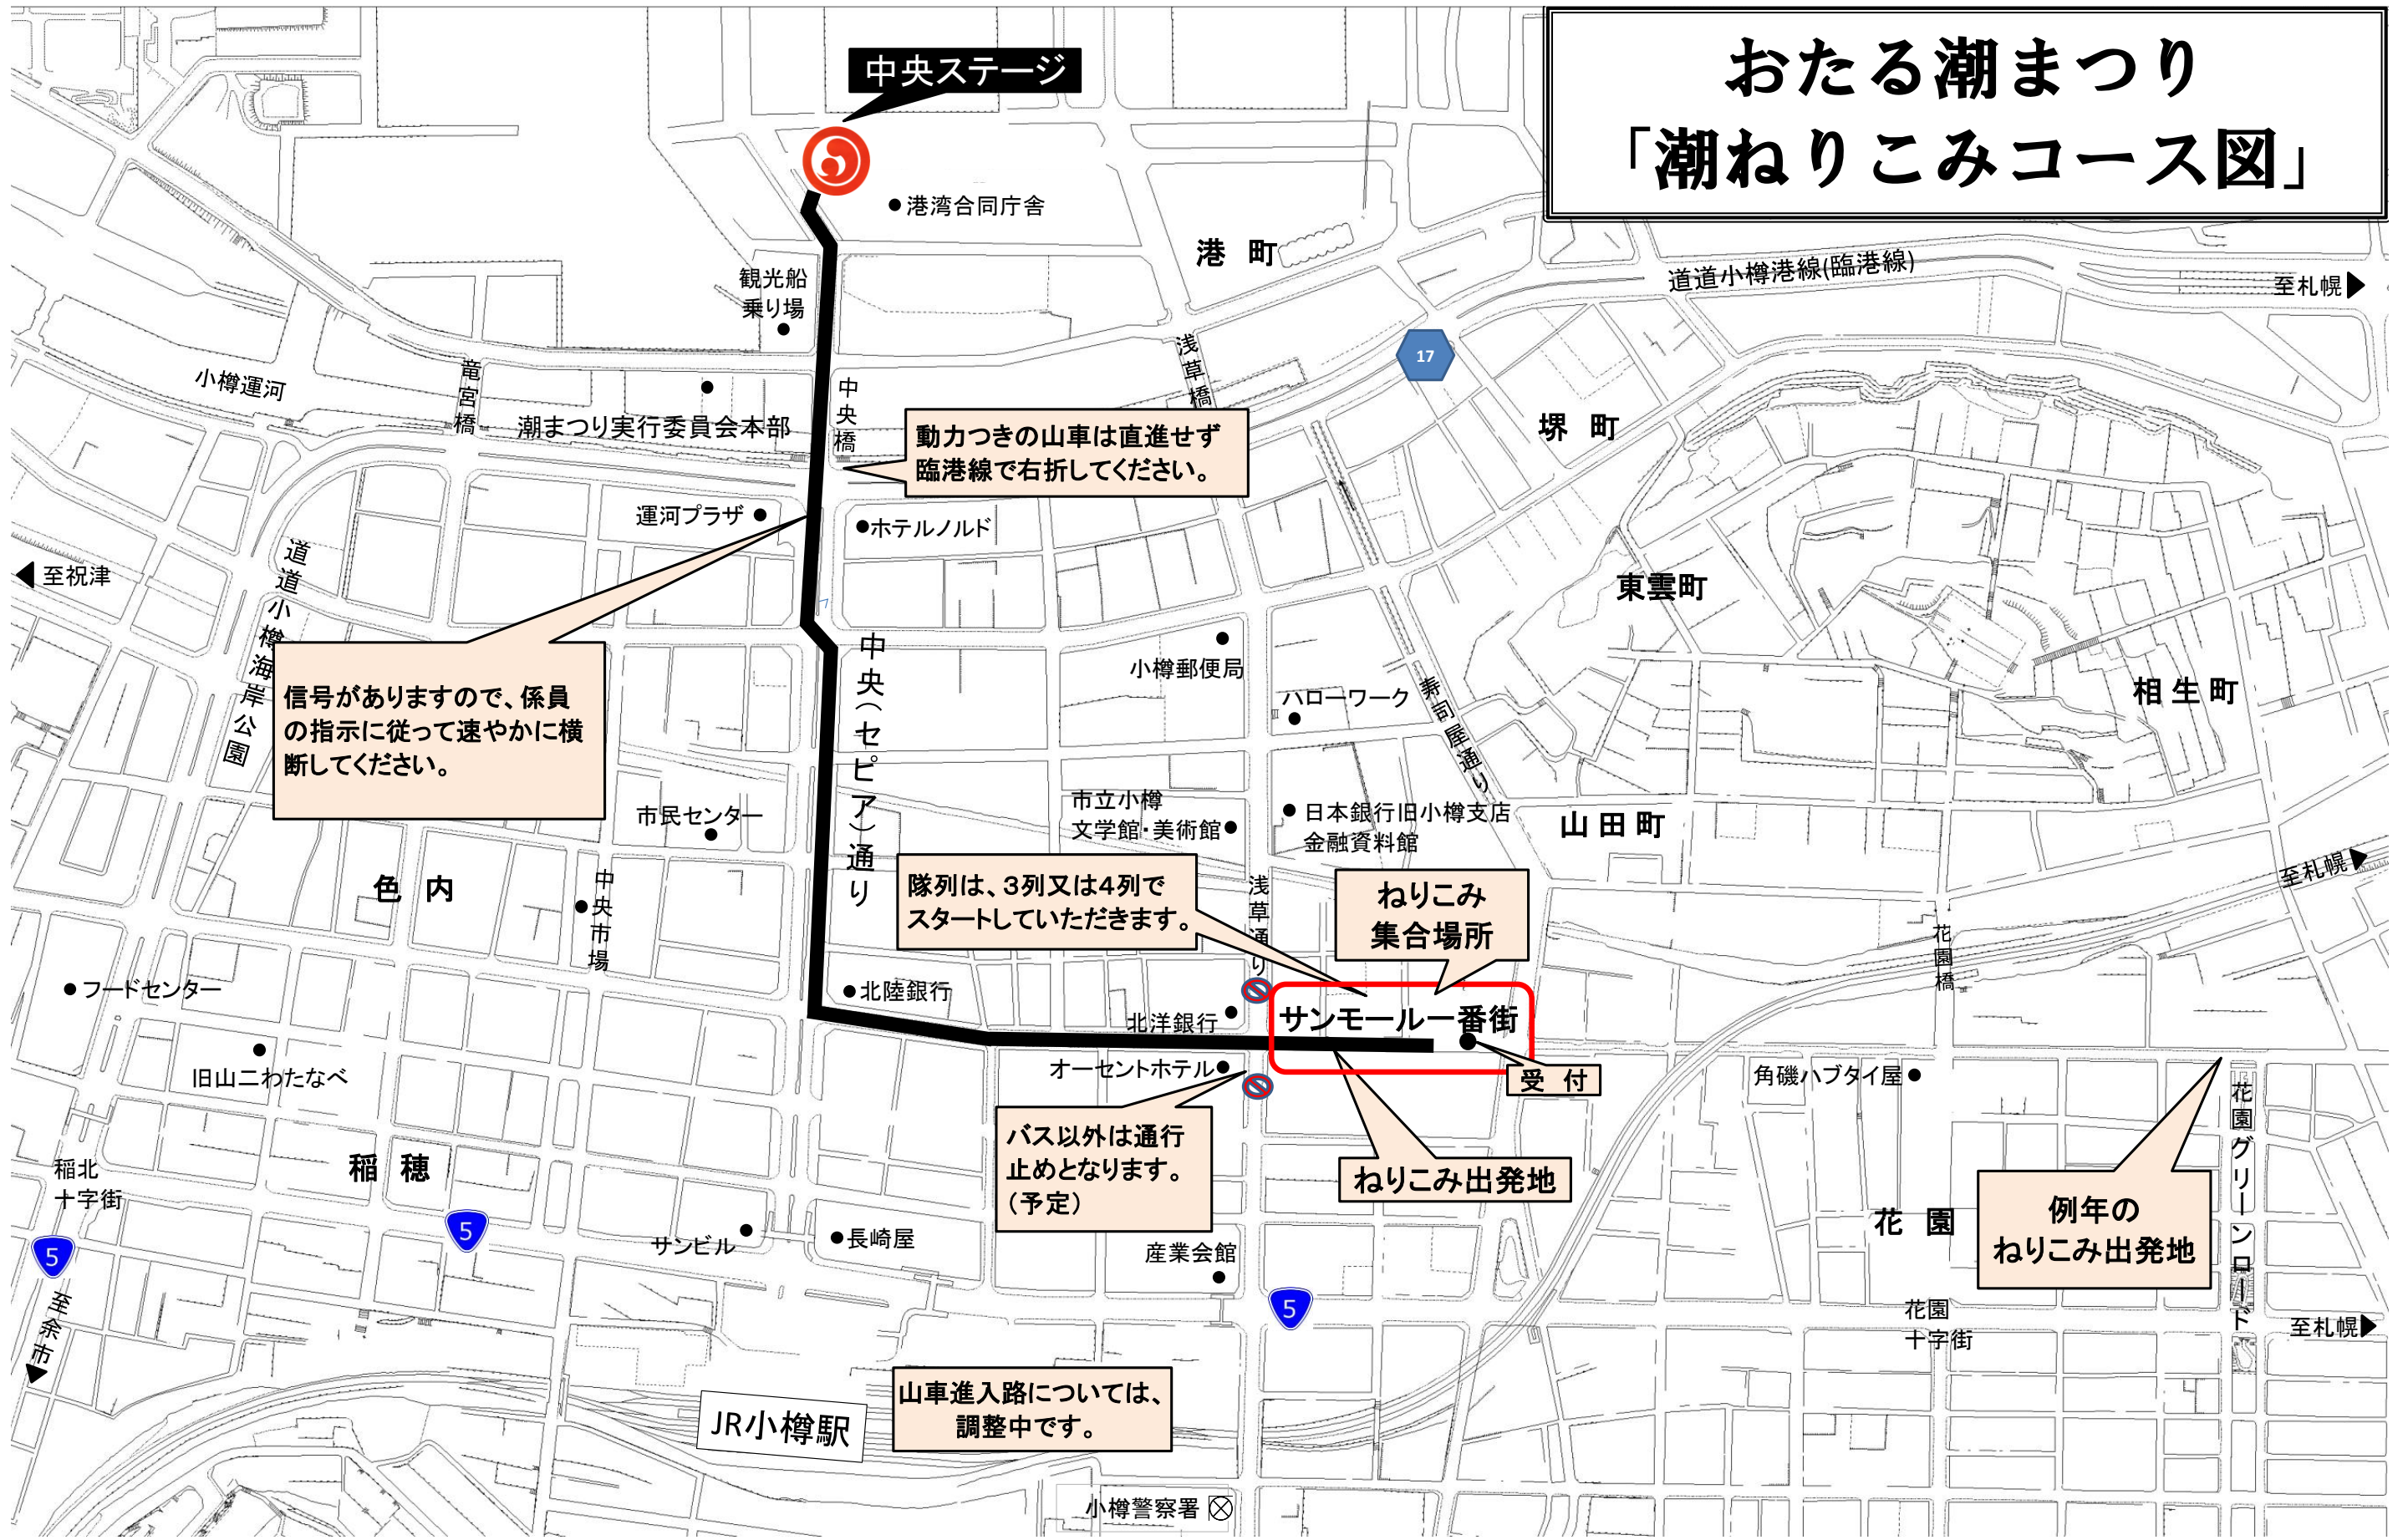 おたる潮まつり
「潮ねりこみコース図」
中央ステージ
港湾合同庁舎
港 町
道道小樽港線(臨港線)
至札幌
観光船
乗り場
17
竜宮橋
小樽運河
中央橋
浅草橋
潮まつり実行委員会本部
堺 町
動力つきの山車は直進せず
臨港線で右折してください。
運河プラザ
ホテルノルド
至祝津
道道小樽海岸公園
東雲町
中央(セピア)通り
小樽郵便局
ハローワーク
寿司屋通り
相生町
信号がありますので、係員
の指示に従って速やかに横
断してください。
市民センター
市立小樽
文学館・美術館
日本銀行旧小樽支店
金融資料館
山田町
至札幌
色 内
中央市場
隊列は、3列又は4列で
スタートしていただきます。
浅草通り
ねりこみ
集合場所
花園橋
フードセンター
北陸銀行
北洋銀行
サンモール一番街
旧山二わたなべ
オーセントホテル
受 付
角磯ハブタイ屋
花園グリーンロード
バス以外は通行
止めとなります。
(予定)
稲北
十字街
稲 穂
ねりこみ出発地
例年の
ねりこみ出発地
花 園
5
5
サンビル
長崎屋
産業会館
5
至余市
花園
十字街
至札幌
JR小樽駅
山車進入路については、
調整中です。
小樽警察署